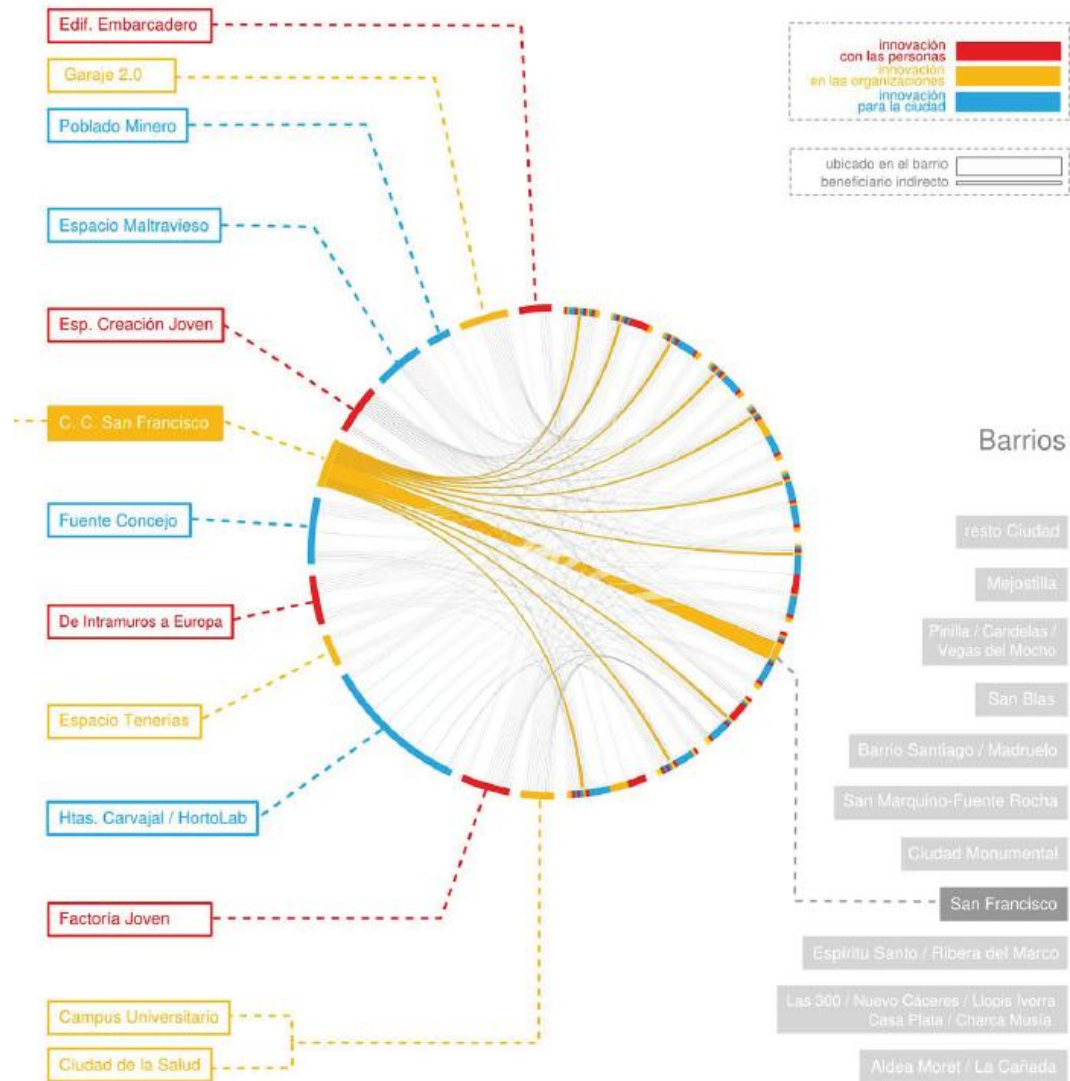 Edif. Embarcadero
Garaje 2.0
Poblado Minero
Espacio Maltravieso
Esp. Creación Joven
C. C. San Francisco
Fuente Concejo
De Intramuros a Europa
Espacio Tenerías
Htas. Carvajal / HortoLab
Factoría Joven
Campus Universitario
Ciudad de la Salud
innovación
con las personas
innovación
en las organizaciones
innovación
para la ciudad
ubicado en el barrio
beneficiario indirecto
Barrios
resto Ciudad
Mejostilla
Pinilla / Candelas /
Vegas del Mocho
San Blas
Barrio Santiago / Madruelo
San Marquino-Fuente Rocha
Ciudad Monumental
San Francisco
Espíritu Santo / Ribera del Marco
Las 300 / Nuevo Cáceres / Llopis Ivorra
Casa Plata / Charca Musia
Aldea Moret / La Cañada